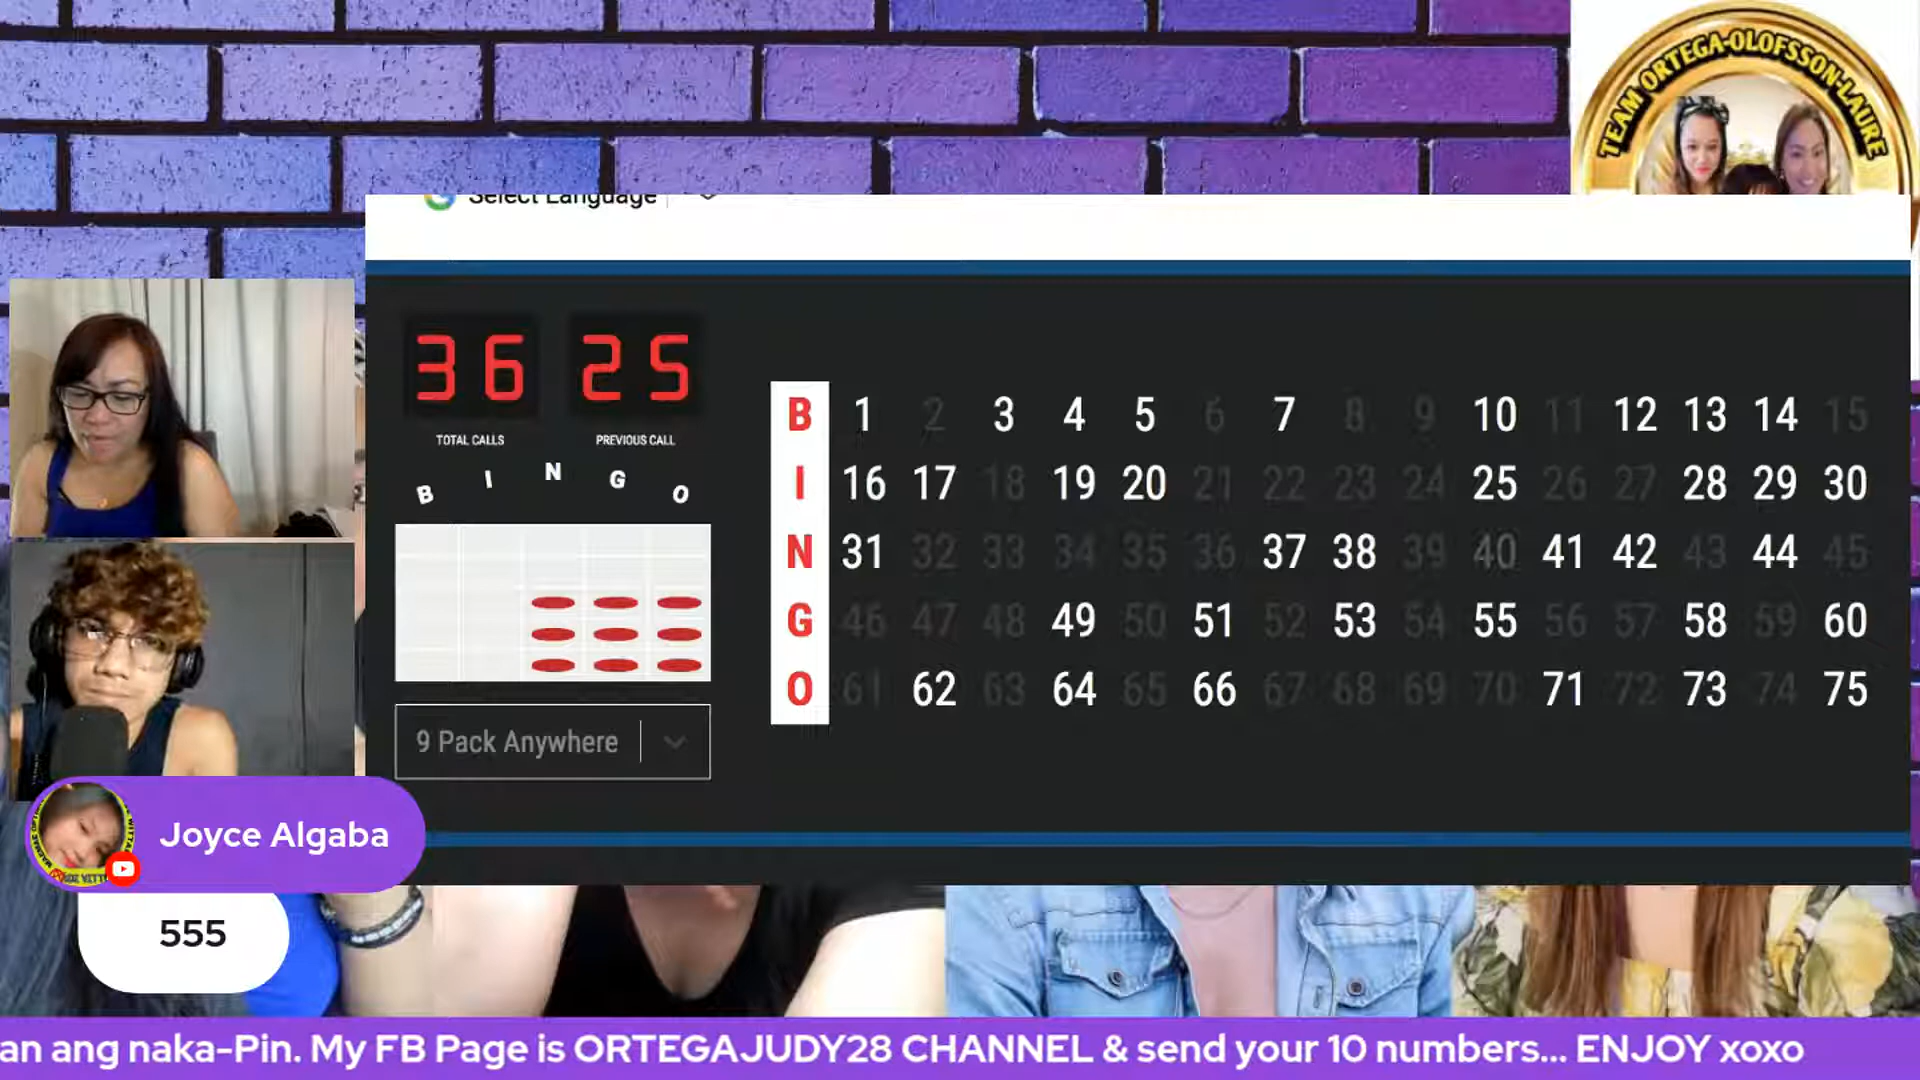 TEAM ORTEGA-OLOFSSON-LAURE
Select Language
36 25
TOTAL CALLS PREVIOUS CALL
B I N G O
9 Pack Anywhere
B 1 2 3 4 5 6 7 8 9 10 11 12 13 14 15
I 16 17 18 19 20 21 22 23 24 25 26 27 28 29 30
N 31 32 33 34 35 36 37 38 39 40 41 42 43 44 45
G 46 47 48 49 50 51 52 53 54 55 56 57 58 59 60
O 61 62 63 64 65 66 67 68 69 70 71 72 73 74 75
Joyce Algaba
555
an ang naka-Pin. My FB Page is ORTEGAJUDY28 CHANNEL & send your 10 numbers... ENJOY xoxo